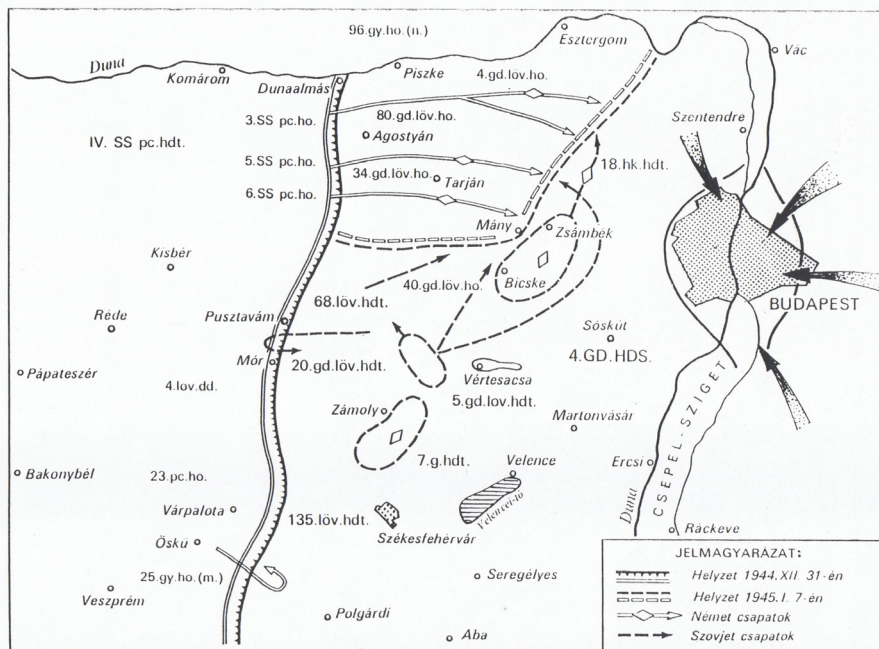 96.gy.ho.(n.)
Esztergom
Vác
Duna
Komárom
Dunaalmás
Piszke
4.gd.löv.ho.
3.SS pc.ho.
80.gd.löv.ho.
Szentendre
IV. SS pc.hdt.
Agostyán
5.SS pc.ho.
34.gd.löv.ho.
Tarján
18.hk.hdt.
6.SS pc.ho.
Mány
Zsámbék
Kisbér
40.gd.löv.ho.
Bicske
68.löv.hdt.
BUDAPEST
Réde
Pusztavám
Sóskút
Mór
20.gd.löv.hdt.
4.GD.HDS.
Pápateszér
4.lov.dd.
Vértesacsa
5.gd.lov.hdt.
Zámoly
Martonvásár
CSEPEL-SZIGET
7.g.hdt.
Bakonybél
23.pc.ho.
Velence
Ercsi
Várpalota
135.löv.hdt.
Velencei-tó
Duna
Székesfehérvár
Ráckeve
Öskü
25.gy.ho.(m.)
Seregélyes
Veszprém
Polgárdi
Aba
JELMAGYARÁZAT:
Helyzet 1944.XII. 31-én
Helyzet 1945.I. 7-én
Német csapatok
Szovjet csapatok